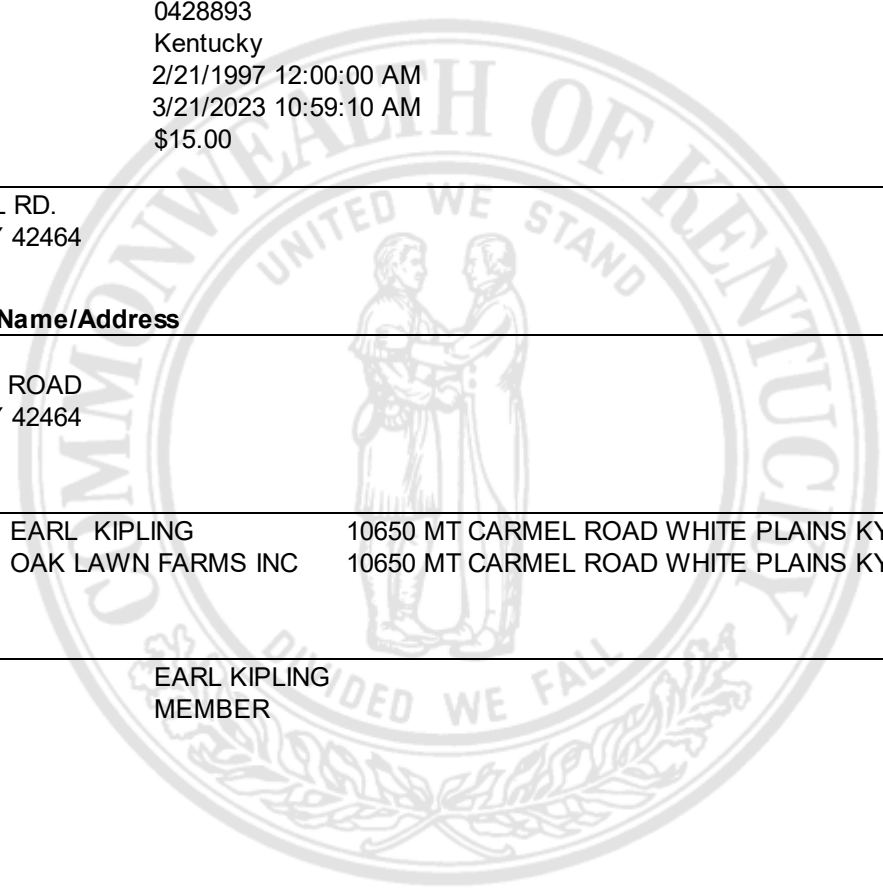 0428893
Kentucky
2/21/1997 12:00:00 AM
3/21/2023 10:59:10 AM
$15.00
RD.
42464
Name/Address
ROAD
42464
EARL KIPLING 10650 MT CARMEL ROAD WHITE PLAINS KY
OAK LAWN FARMS INC 10650 MT CARMEL ROAD WHITE PLAINS KY
EARL KIPLING
MEMBER
COMMONWEALTH OF KENTUCKY
UNITED WE STAND
DIVIDED WE FALL